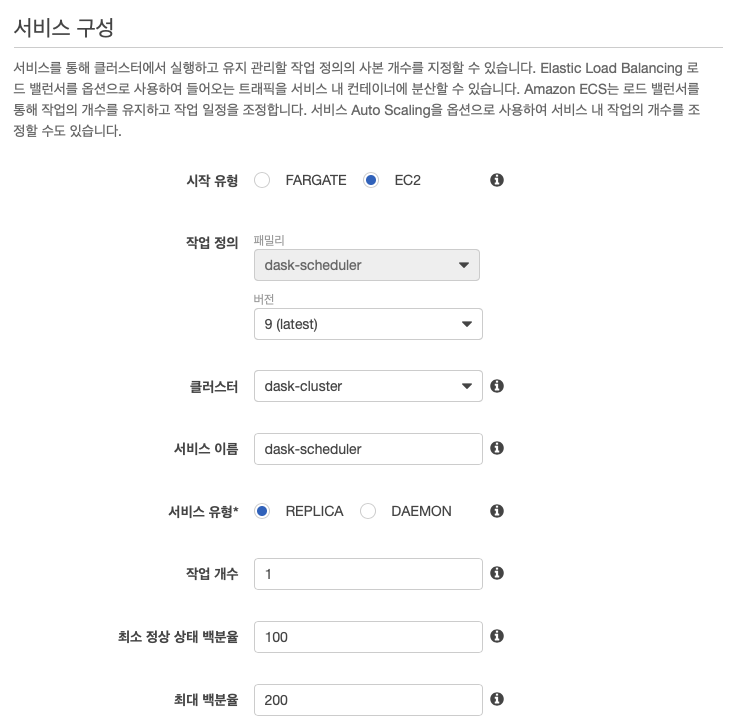 서비스 구성
서비스를 통해 클러스터에서 실행하고 유지 관리할 작업 정의의 사본 개수를 지정할 수 있습니다. Elastic Load Balancing 로
드 밸런서를 옵션으로 사용하여 들어오는 트래픽을 서비스 내 컨테이너에 분산할 수 있습니다. Amazon ECS는 로드 밸런서를
통해 작업의 개수를 유지하고 작업 일정을 조정합니다. 서비스 Auto Scaling을 옵션으로 사용하여 서비스 내 작업의 개수를 조
정할 수도 있습니다.
시작 유형 FARGATE EC2
작업 정의 패밀리
dask-scheduler
버전
9 (latest)
클러스터 dask-cluster
서비스 이름 dask-scheduler
서비스 유형* REPLICA DAEMON
작업 개수 1
최소 정상 상태 백분율 100
최대 백분율 200